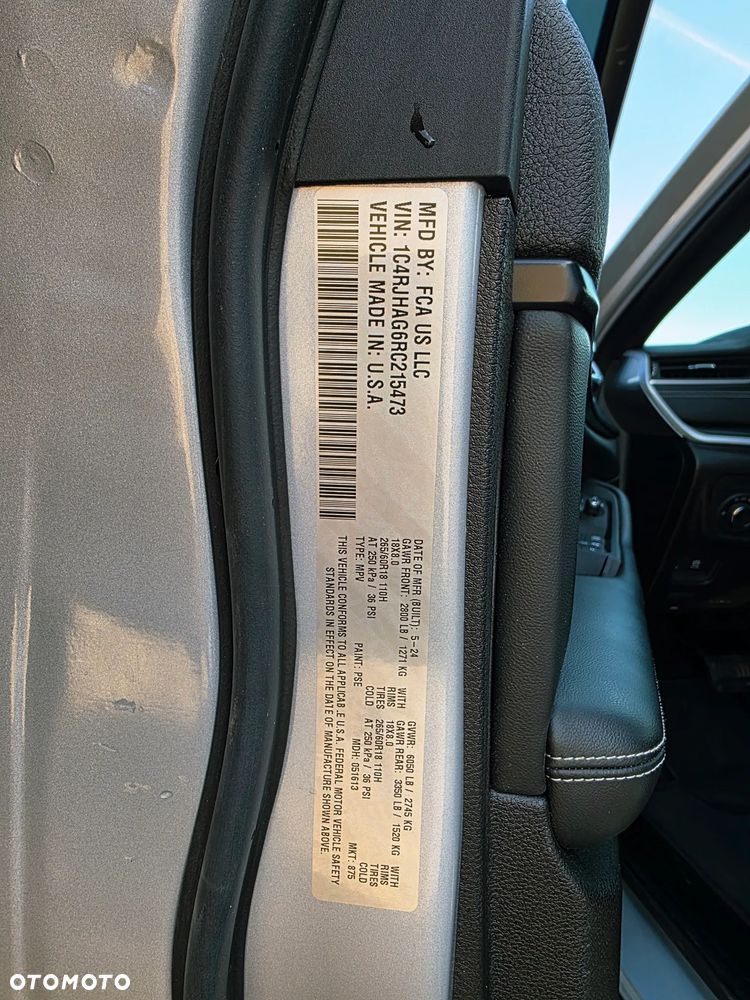 MFD BY: FCA US LLC
VIN: 1C4RJHAG6RC215473
VEHICLE MADE IN: U.S.A.
DATE OF MFR (BUILT): 5-24 GVWR: 6050 LB / 2745 KG
GAWR FRONT: 2800 LB / 1271 KG WITH GAWR REAR: 3350 LB / 1520 KG WITH
18X8.0 RIMS 18X8.0 RIMS
265/60R18 110H TIRES 265/60R18 110H TIRES
AT 250 kPa / 36 PSI COLD AT 250 kPa / 36 PSI COLD
TYPE: MPV PAINT: PSE MDH: 051613 MKT: 875
THIS VEHICLE CONFORMS TO ALL APPLICABLE U.S.A. FEDERAL MOTOR VEHICLE SAFETY
STANDARDS IN EFFECT ON THE DATE OF MANUFACTURE SHOWN ABOVE.
OTOMOTO